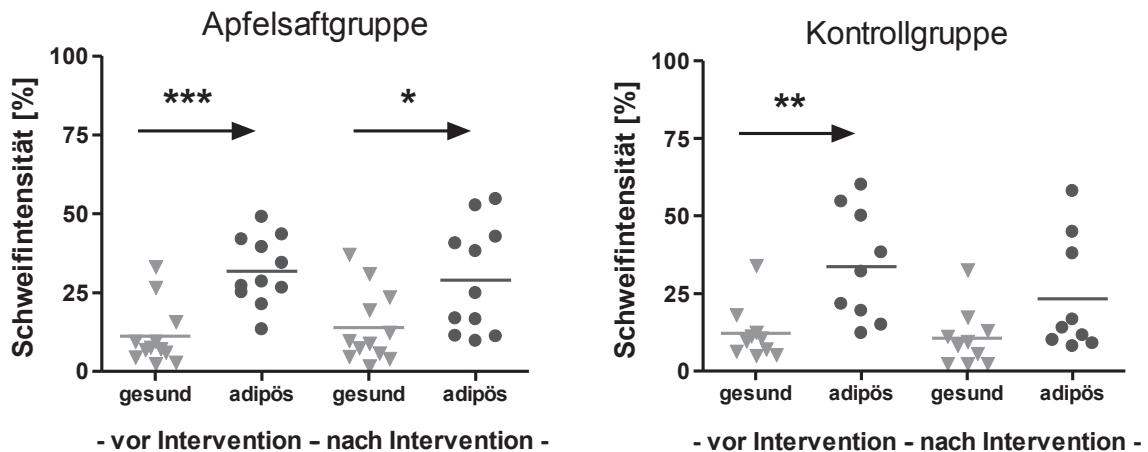 Apfelsaftgruppe
Schweifintensität [%]
100
75
50
25
0
***
*
gesund adipös gesund adipös
- vor Intervention – nach Intervention -
Kontrollgruppe
Schweifintensität [%]
100
75
50
25
0
**
gesund adipös gesund adipös
- vor Intervention – nach Intervention -